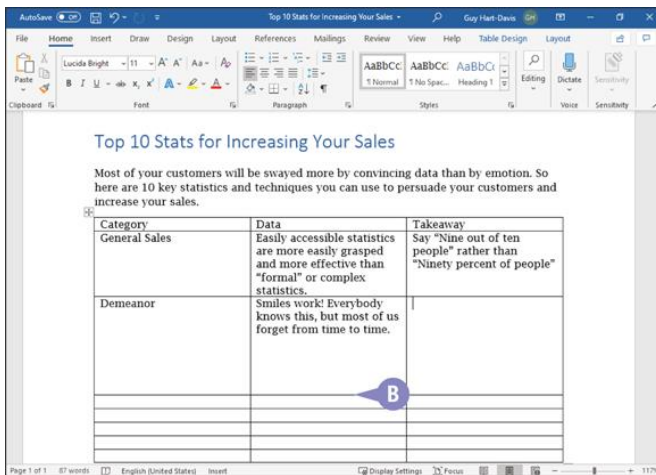 AutoSave Off
Top 10 Stats for Increasing Your Sales
Guy Hart-Davis GH
File Home Insert Draw Design Layout References Mailings Review View Help Table Design Layout
Paste
Lucida Bright 11 A A Aa A
B I U ab x₂ x² A A
AaBbCc AaBbCc AaBbCc
¶ Normal ¶ No Spac... Heading 1
Editing
Dictate
Sensitivity
Clipboard Font Paragraph Styles Voice Sensitivity
Top 10 Stats for Increasing Your Sales
Most of your customers will be swayed more by convincing data than by emotion. So
here are 10 key statistics and techniques you can use to persuade your customers and
increase your sales.
Category Data Takeaway
General Sales Easily accessible statistics Say “Nine out of ten
are more easily grasped people” rather than
and more effective than “Ninety percent of people”
“formal” or complex
statistics.
Demeanor Smiles work! Everybody
knows this, but most of us
forget from time to time.
B
Page 1 of 1 87 words English (United States) Insert Display Settings Focus 117%